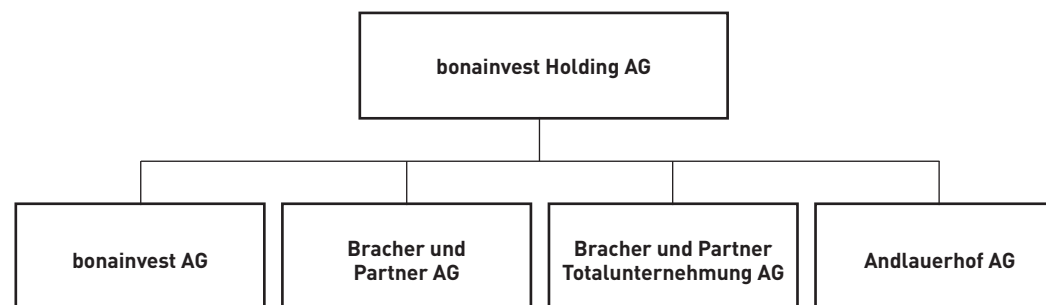 bonainvest Holding AG
bonainvest AG
Bracher und
Partner AG
Bracher und Partner
Totalunternehmung AG
Andlauerhof AG